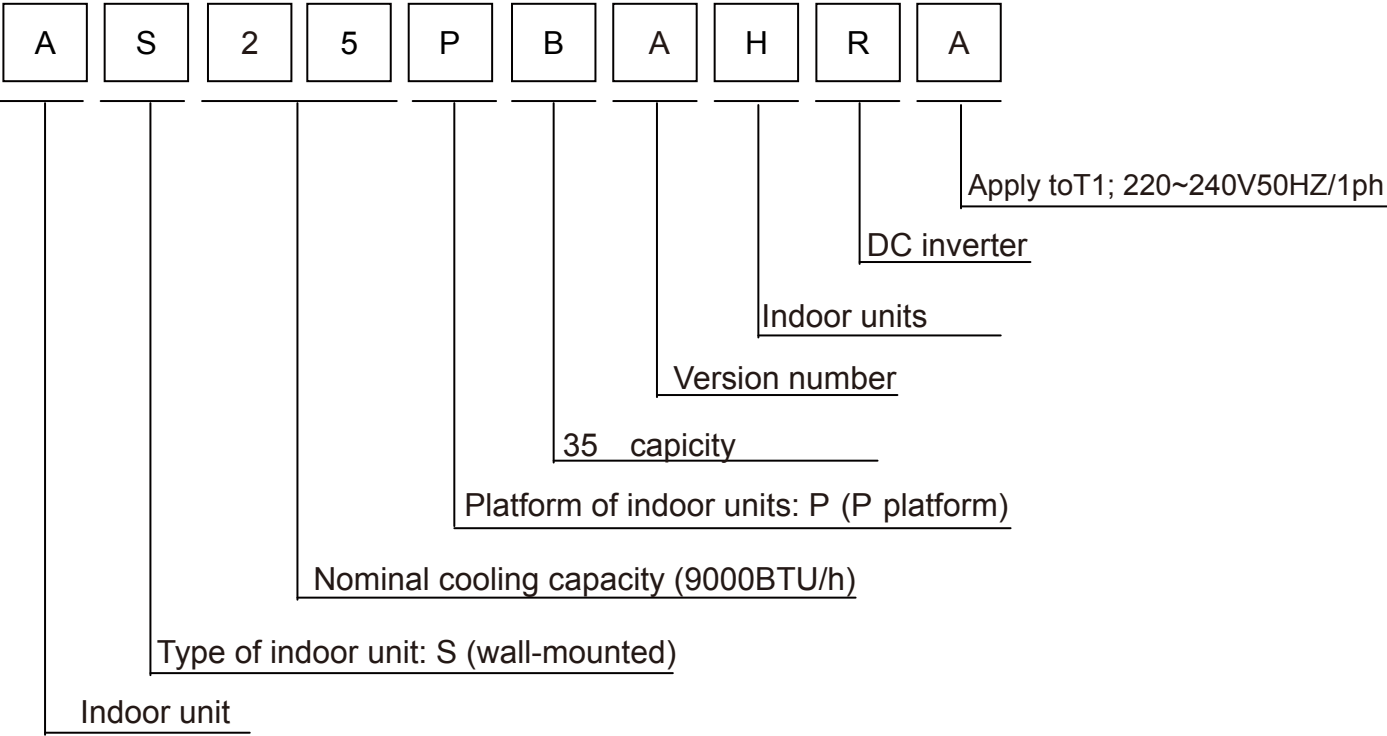 A S 2 5 P B A H R A
Apply toT1; 220~240V50HZ/1ph
DC inverter
Indoor units
Version number
35 capicity
Platform of indoor units: P (P platform)
Nominal cooling capacity (9000BTU/h)
Type of indoor unit: S (wall-mounted)
Indoor unit